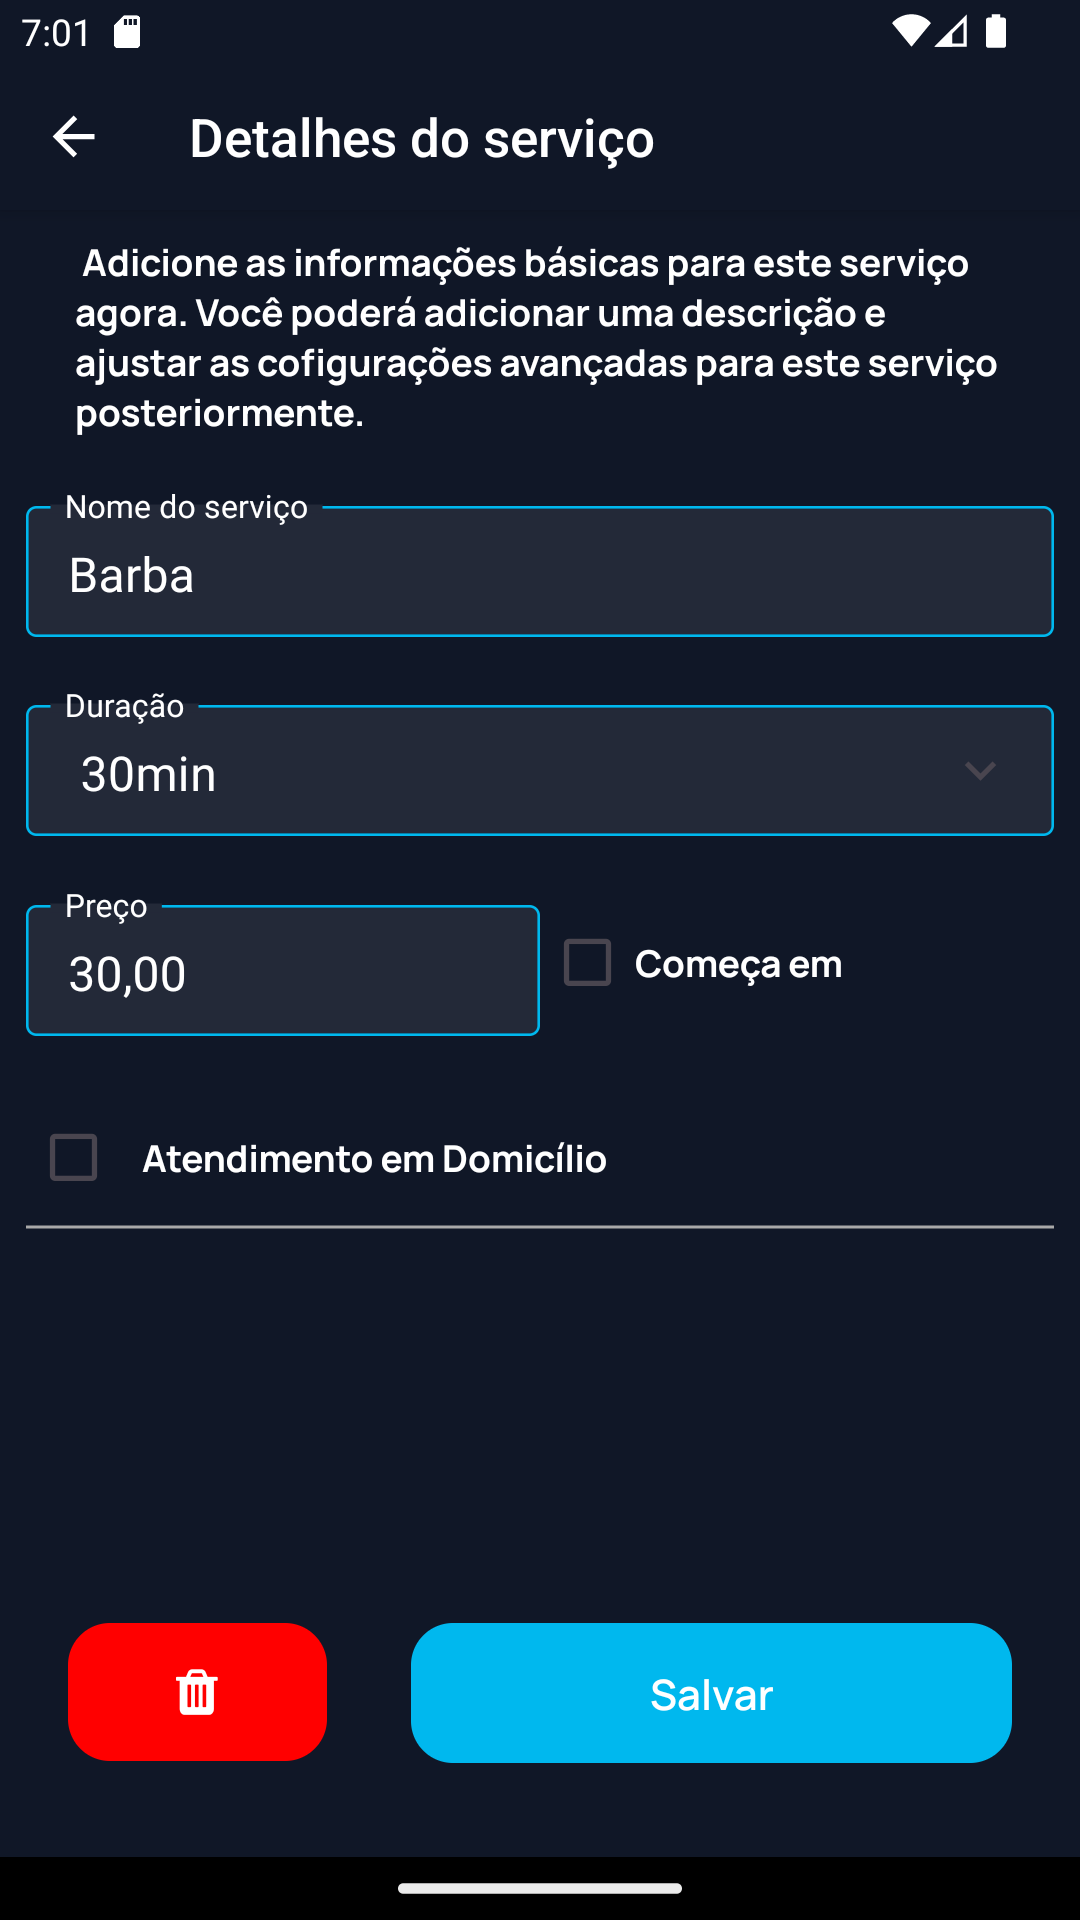 7:01
Detalhes do serviço
Adicione as informações básicas para este serviço
agora. Você poderá adicionar uma descrição e
ajustar as cofigurações avançadas para este serviço
posteriormente.
Nome do serviço
Barba
Duração
30min
Preço
30,00
Começa em
Atendimento em Domicílio
Salvar